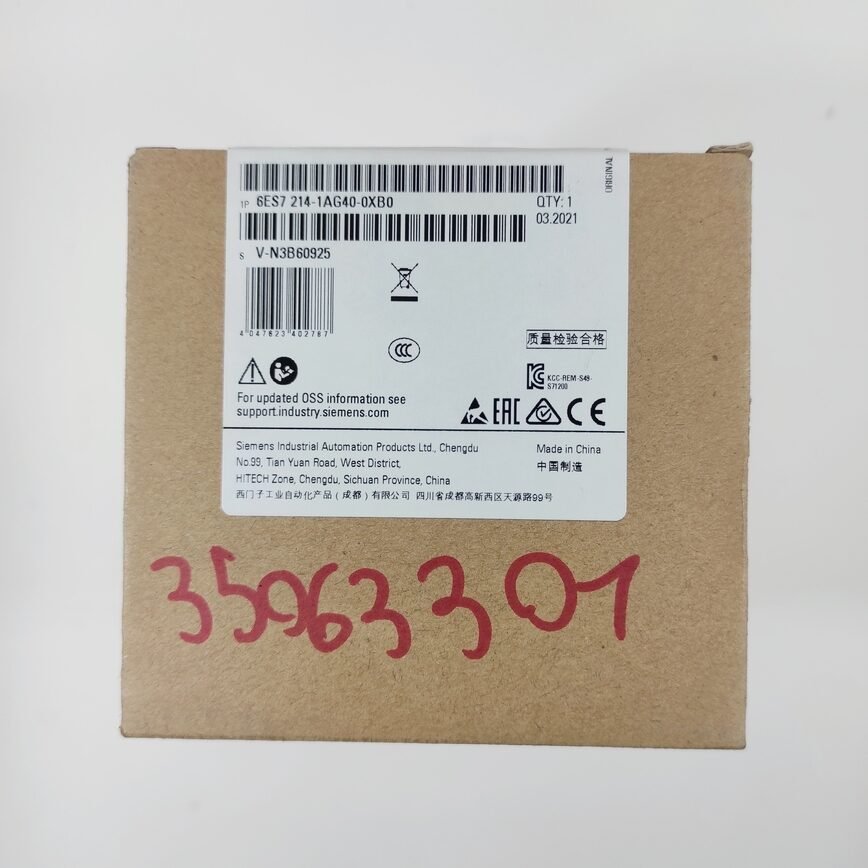 ORIGINAL
1P 6ES7 214-1AG40-0XB0
QTY: 1
03.2021
S V-N3B60925
4 047623 402787
质量检验合格
KCC-REM-S49-
S71200
For updated OSS information see
support.industry.siemens.com
EAC
CE
Siemens Industrial Automation Products Ltd., Chengdu
No.99, Tian Yuan Road, West District,
HITECH Zone, Chengdu, Sichuan Province, China
西门子工业自动化产品（成都）有限公司 四川省成都高新西区天源路99号
Made in China
中国制造
35963301